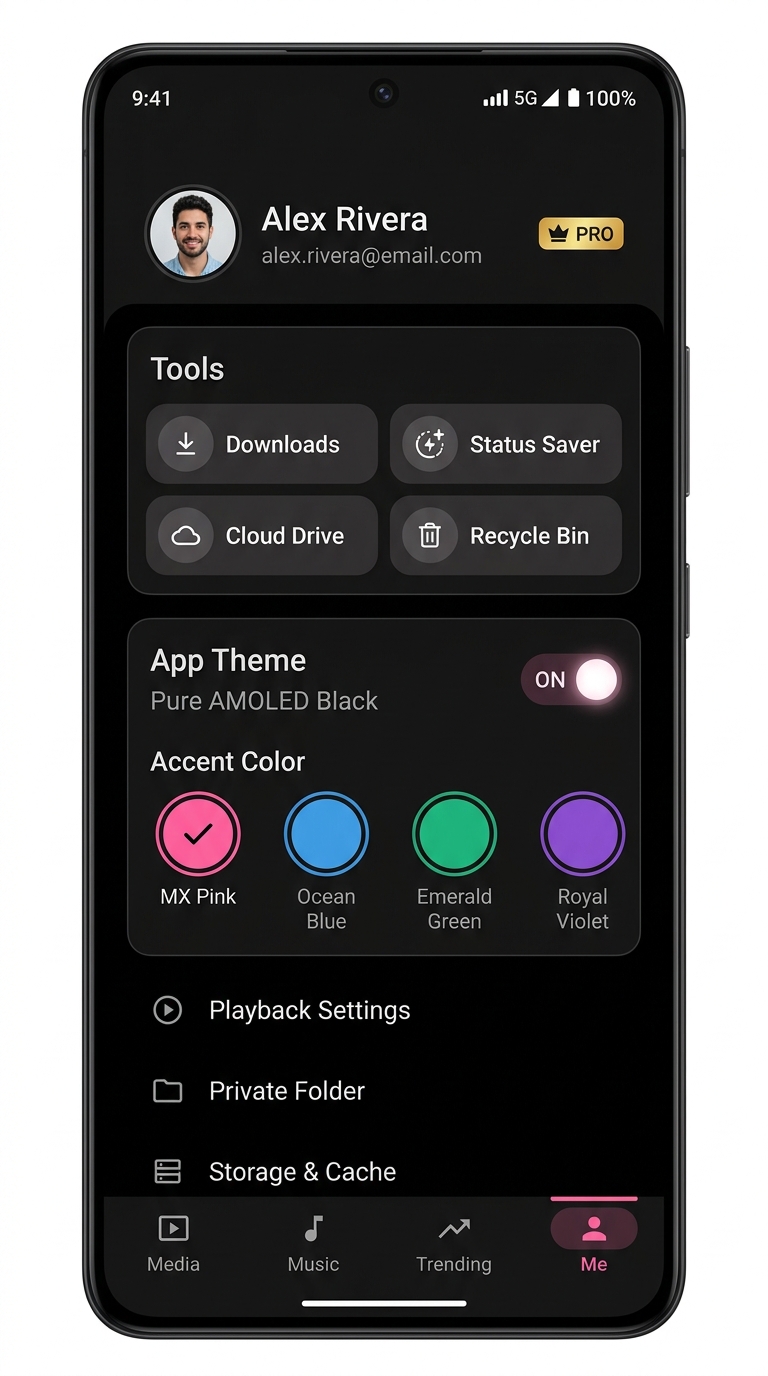 9:41
5G 100%
Alex Rivera
alex.rivera@email.com
PRO
Tools
Downloads
Status Saver
Cloud Drive
Recycle Bin
App Theme
Pure AMOLED Black
ON
Accent Color
MX Pink
Ocean
Blue
Emerald
Green
Royal
Violet
Playback Settings
Private Folder
Storage & Cache
Media
Music
Trending
Me